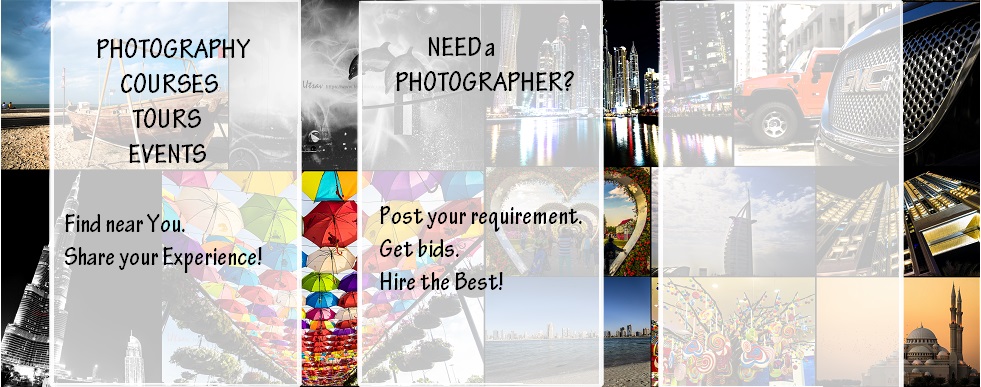 PHOTOGRAPHY
COURSES
TOURS
EVENTS
Find near You.
Share your Experience!
NEED a
PHOTOGRAPHER?
Post your requirement.
Get bids.
Hire the Best!
GMC